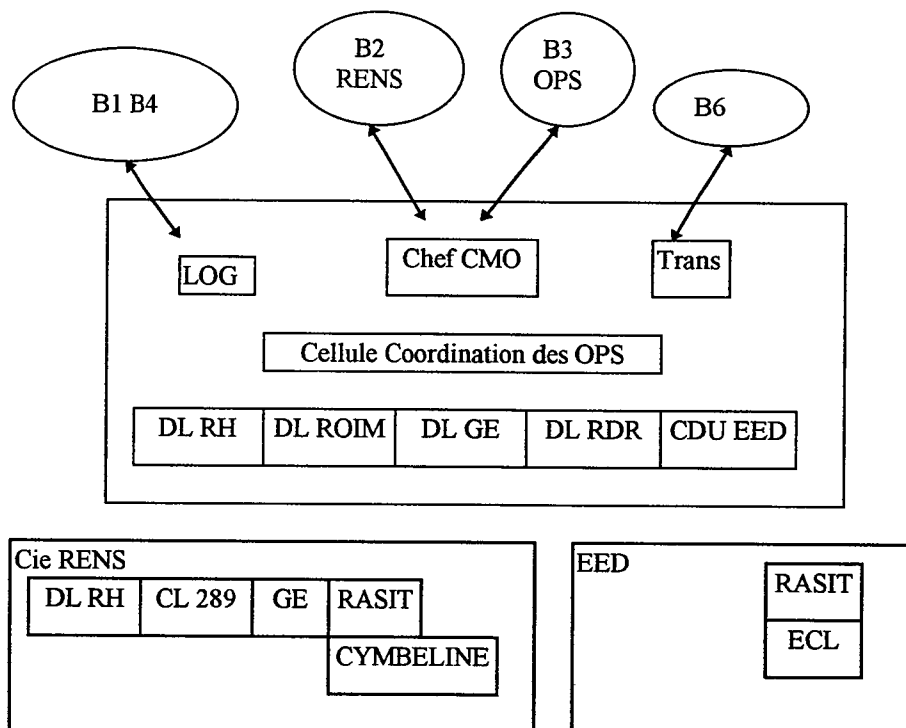 B1 B4
B2
RENS
B3
OPS
B6
LOG
Chef CMO
Trans
Cellule Coordination des OPS
DL RH DL ROIM DL GE DL RDR CDU EED
Cie RENS
DL RH CL 289 GE RASIT
CYMBELINE
EED
RASIT
ECL